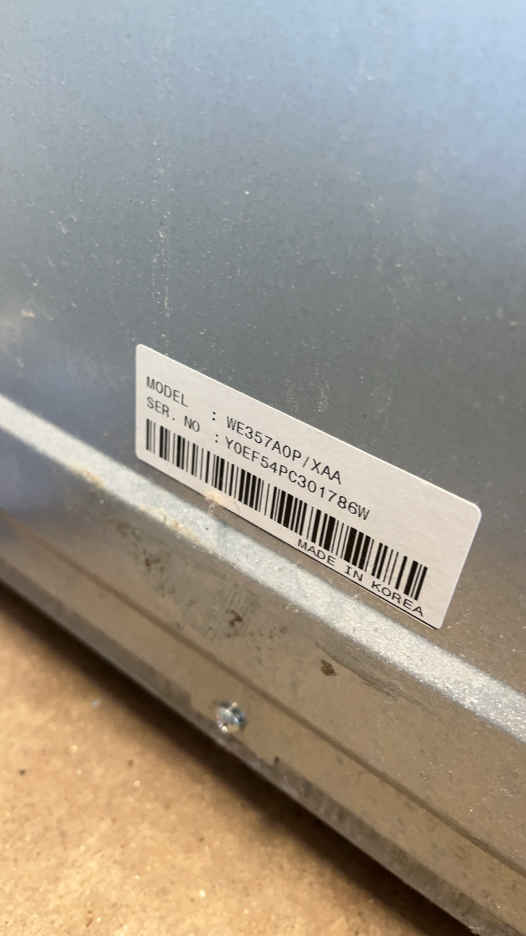 MODEL : WE357A0P/XAA
SER. NO : Y0EF54PC301786W
MADE IN KOREA